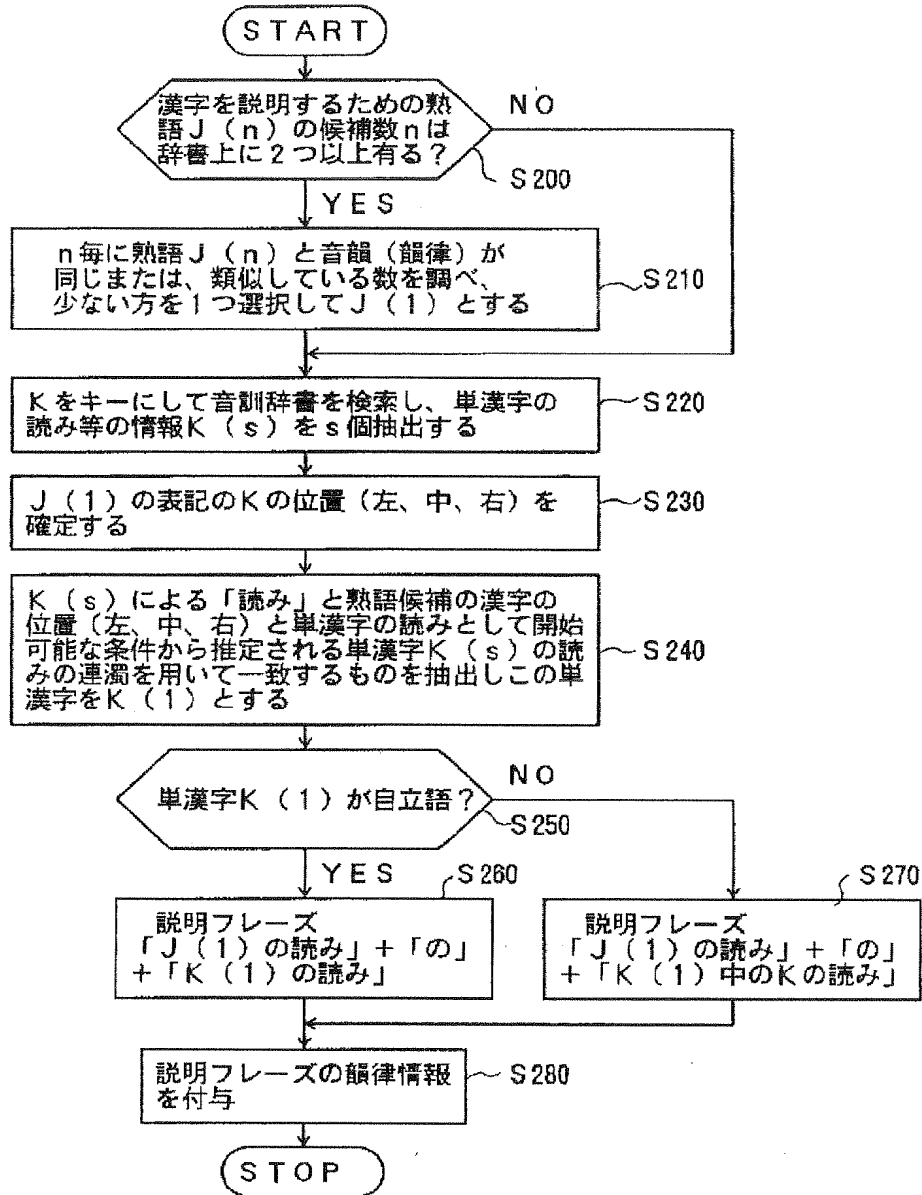 START
漢字を説明するための熟
語J(n)の候補数nは
辞書上に2つ以上有る?
NO
S200
YES
n毎に熟語J(n)と音韻(韻律)が
同じまたは、類似している数を調べ、
少ない方を1つ選択してJ(1)とする
S210
Kをキーにして音訓辞書を検索し、単漢字の
読み等の情報K(s)をs個抽出する
S220
J(1)の表記のKの位置(左、中、右)を
確定する
S230
K(s)による「読み」と熟語候補の漢字の
位置(左、中、右)と単漢字の読みとして開始
可能な条件から推定される単漢字K(s)の読
みの連濁を用いて一致するものを抽出しこの単
漢字をK(1)とする
S240
単漢字K(1)が自立語?
NO
S250
YES
S260
説明フレーズ
「J(1)の読み」+「の」
+「K(1)の読み」
S270
説明フレーズ
「J(1)の読み」+「の」
+「K(1)中のKの読み」
説明フレーズの韻律情報
を付与
S280
STOP